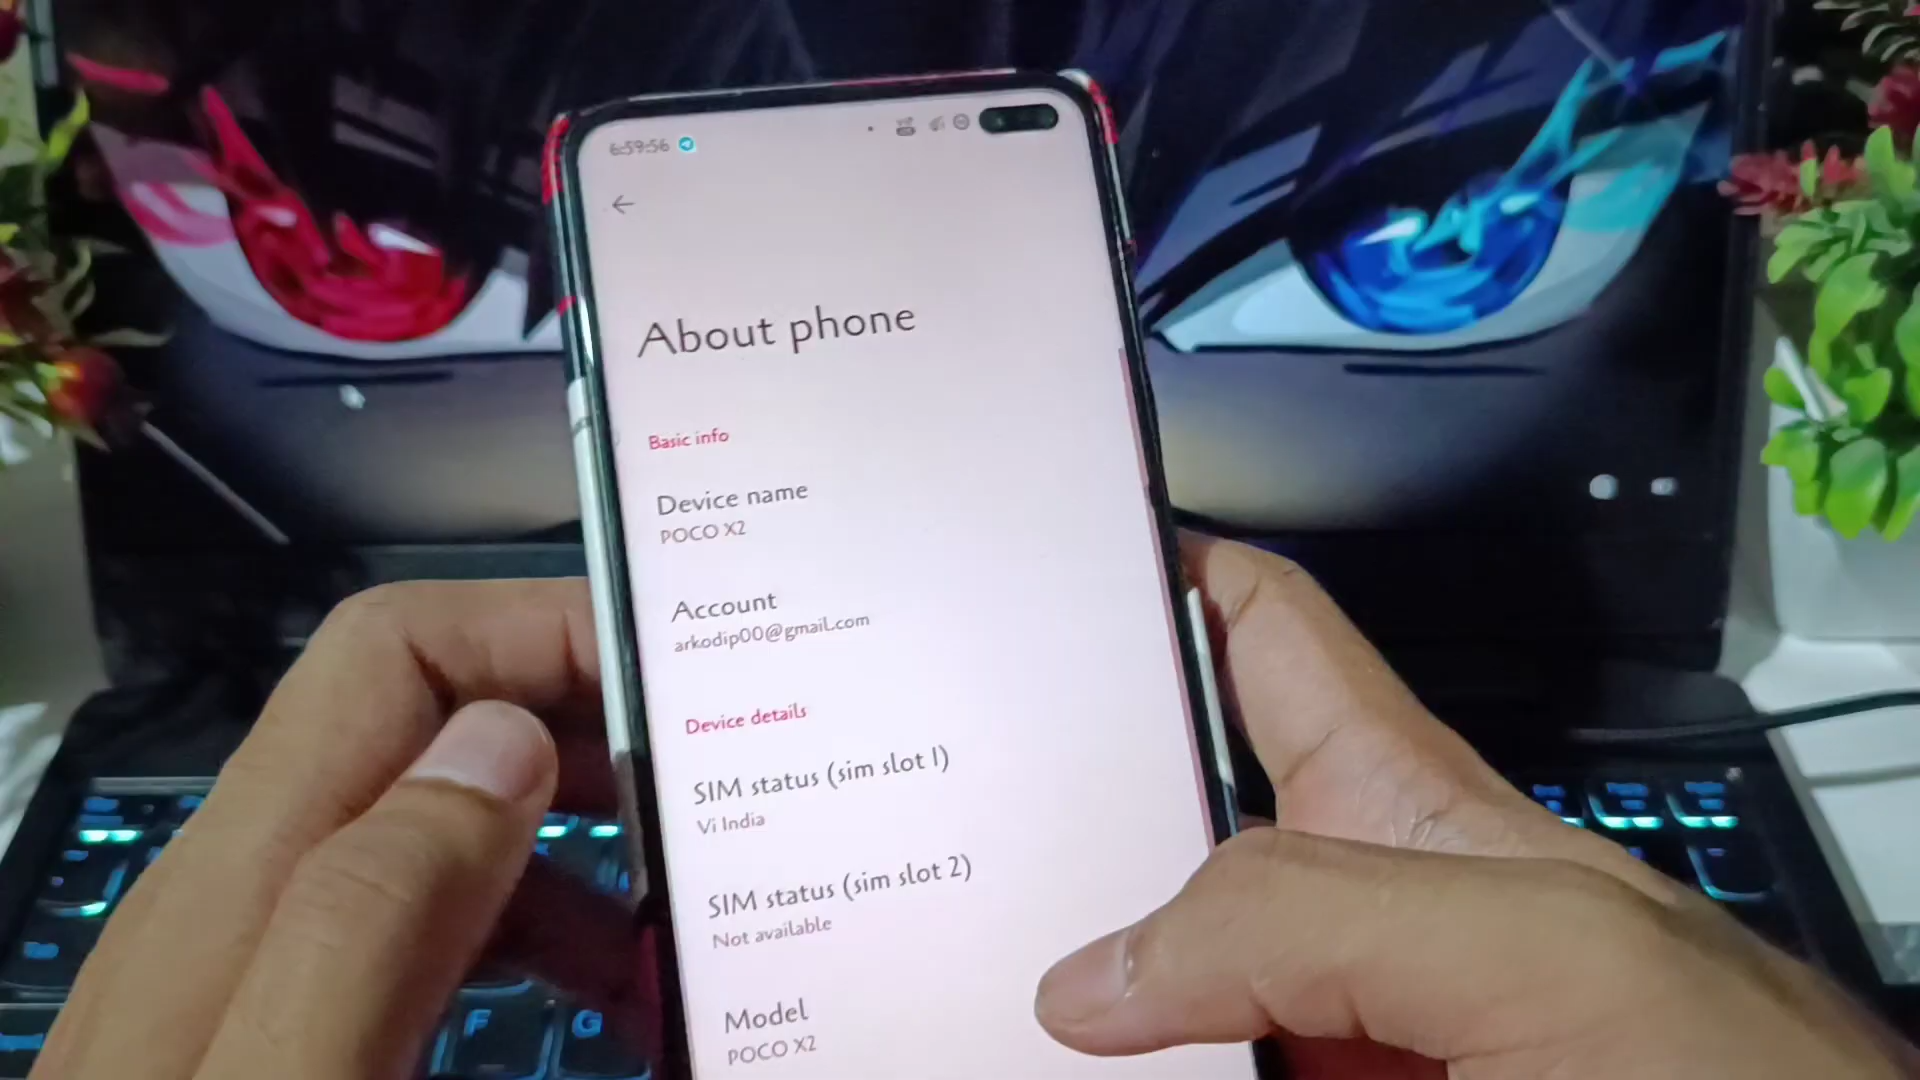 6:59:56
About phone
Basic info
Device name
POCO X2
Account
arkodip00@gmail.com
Device details
SIM status (sim slot 1)
Vi India
SIM status (sim slot 2)
Not available
Model
POCO X2
F
G